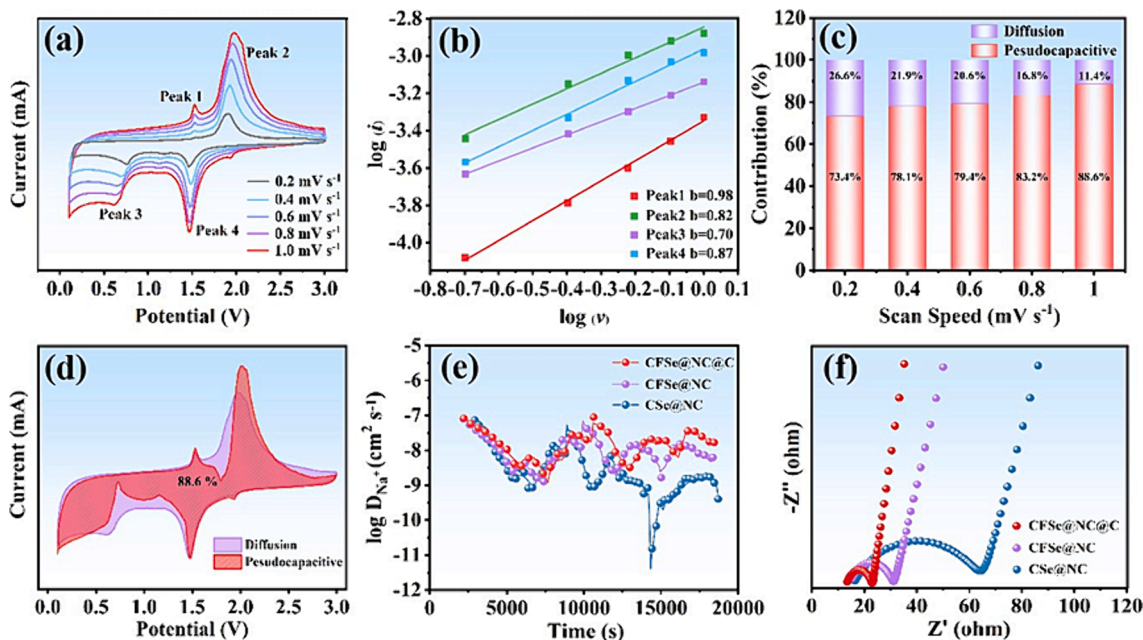 (a)
Peak 2
Peak 1
Peak 3
Peak 4
0.2 mV s⁻¹
0.4 mV s⁻¹
0.6 mV s⁻¹
0.8 mV s⁻¹
1.0 mV s⁻¹
Current (mA)
0.0 0.5 1.0 1.5 2.0 2.5 3.0
Potential (V)
(b)
-2.8
-3.0
-3.2
-3.4
-3.6
-3.8
-4.0
log (i)
Peak1 b=0.98
Peak2 b=0.82
Peak3 b=0.70
Peak4 b=0.87
-0.8 -0.7 -0.6 -0.5 -0.4 -0.3 -0.2 -0.1 0.0 0.1
log (v)
(c)
Diffusion
Pesudocapacitive
120
100
80
60
40
20
0
Contribution (%)
26.6% 21.9% 20.6% 16.8% 11.4%
73.4% 78.1% 79.4% 83.2% 88.6%
0.2 0.4 0.6 0.8 1
Scan Speed (mV s⁻¹)
(d)
88.6 %
Diffusion
Pesudocapacitive
Current (mA)
0.0 0.5 1.0 1.5 2.0 2.5 3.0
Potential (V)
(e)
CFSe@NC@C
CFSe@NC
CSe@NC
-5
-6
-7
-8
-9
-10
-11
-12
log D_Na⁺ (cm² s⁻¹)
0 5000 10000 15000 20000
Time (s)
(f)
-Z'' (ohm)
CFSe@NC@C
CFSe@NC
CSe@NC
0 20 40 60 80 100 120
Z' (ohm)